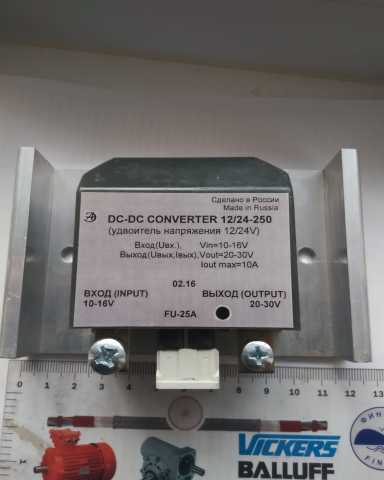 Сделано в России
Made in Russia
DC-DC CONVERTER 12/24-250
(удвоитель напряжения 12/24V)
Вход(Uвх.), Vin=10-16V
Выход(Uвых,Iвых), Vout=20-30V
Iout max=10A
02.16
ВХОД (INPUT) ВЫХОД (OUTPUT)
10-16V 20-30V
FU-25A
0 1 2 3 4 5 6 7 8 9 10 11 12 13
VICKERS
BALLUFF